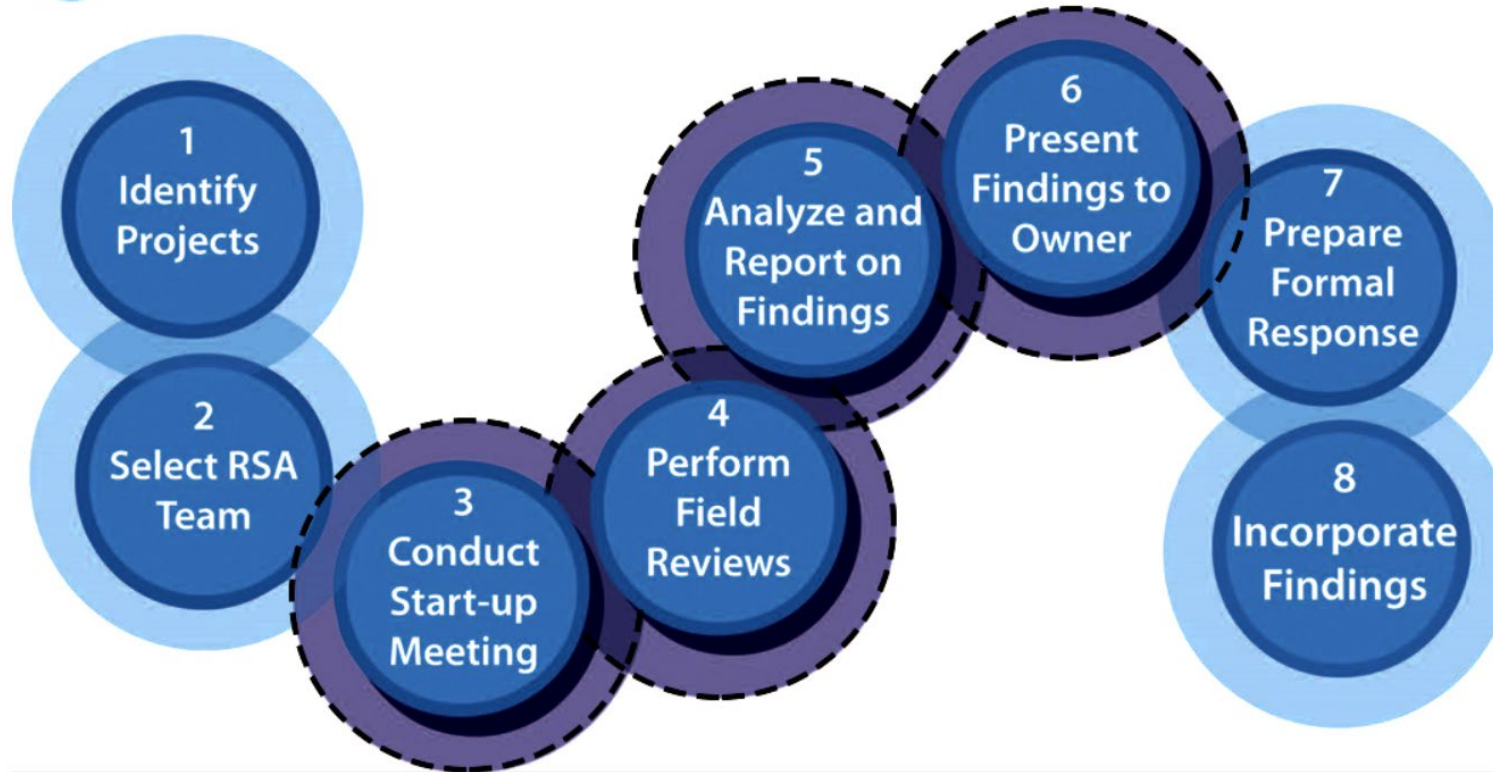 1
Identify
Projects
2
Select RSA
Team
3
Conduct
Start-up
Meeting
4
Perform
Field
Reviews
5
Analyze and
Report on
Findings
6
Present
Findings to
Owner
7
Prepare
Formal
Response
8
Incorporate
Findings